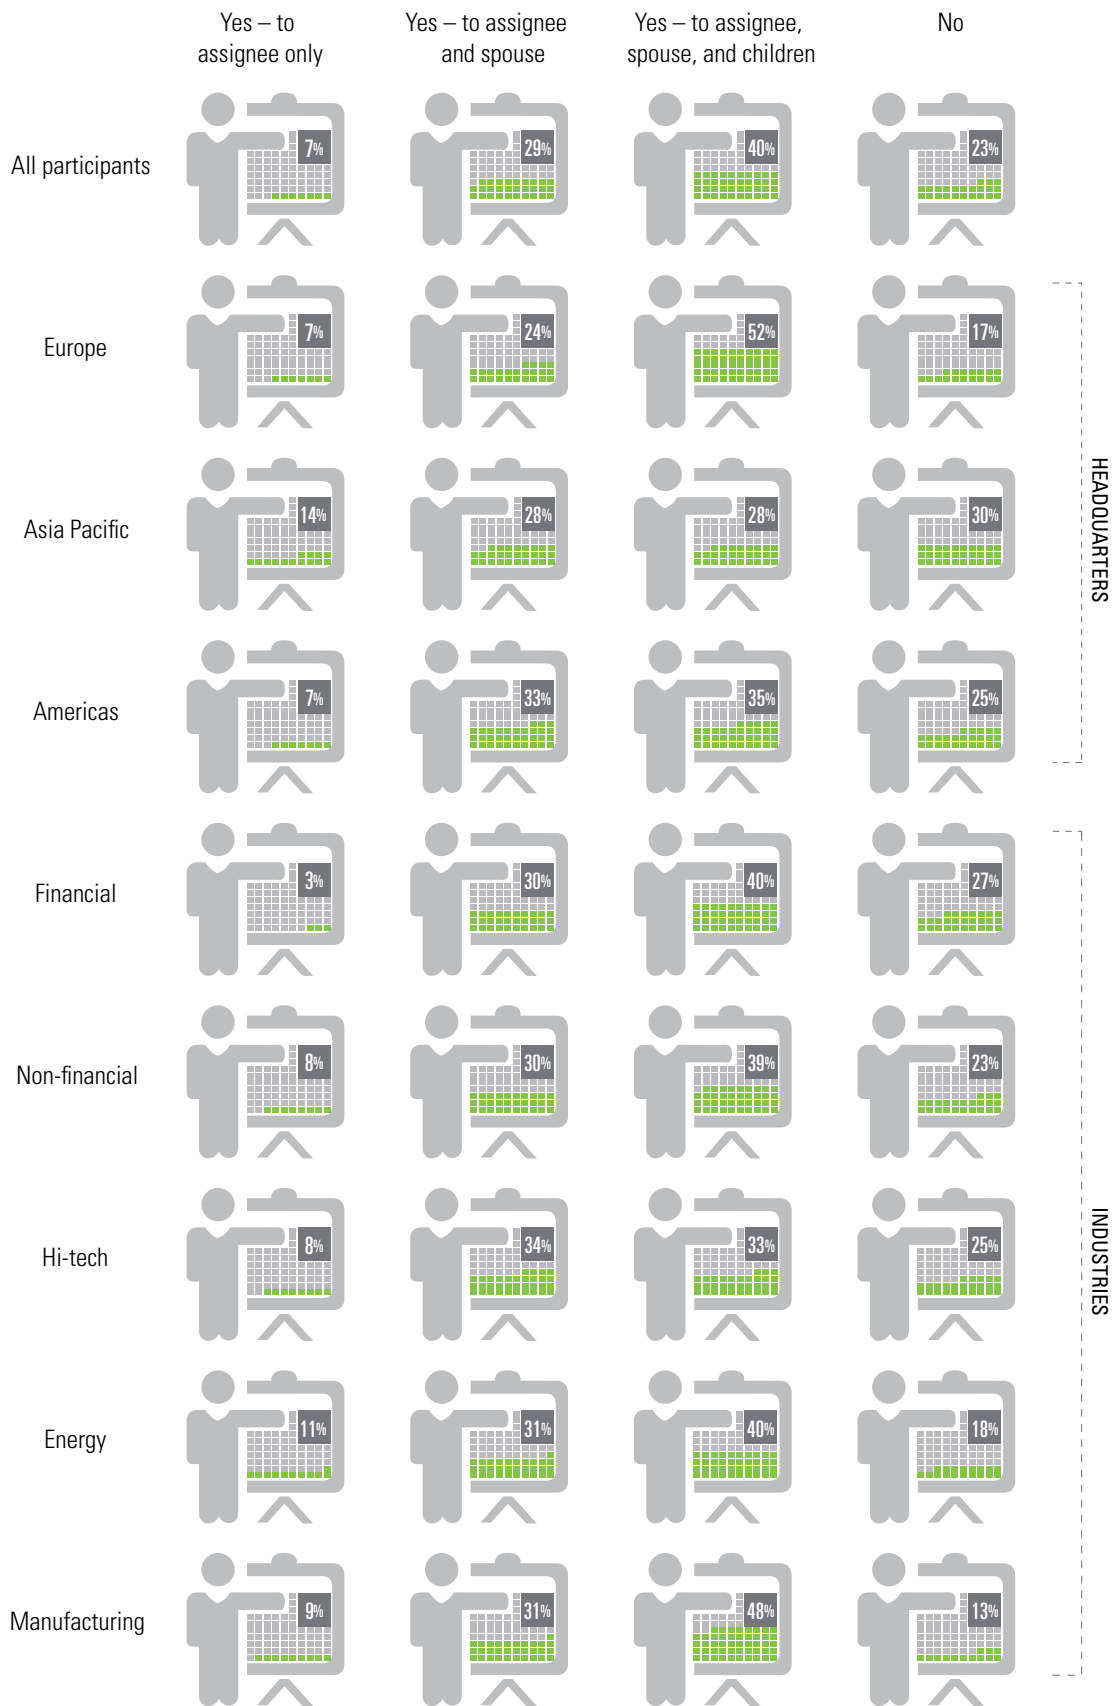 Yes – to
assignee only
Yes – to assignee
and spouse
Yes – to assignee,
spouse, and children
No
All participants
7%
29%
40%
23%
Europe
7%
24%
52%
17%
Asia Pacific
14%
28%
28%
30%
Americas
7%
33%
35%
25%
HEADQUARTERS
Financial
3%
30%
40%
27%
Non-financial
8%
30%
39%
23%
Hi-tech
8%
34%
33%
25%
Energy
11%
31%
40%
18%
Manufacturing
9%
31%
48%
13%
INDUSTRIES